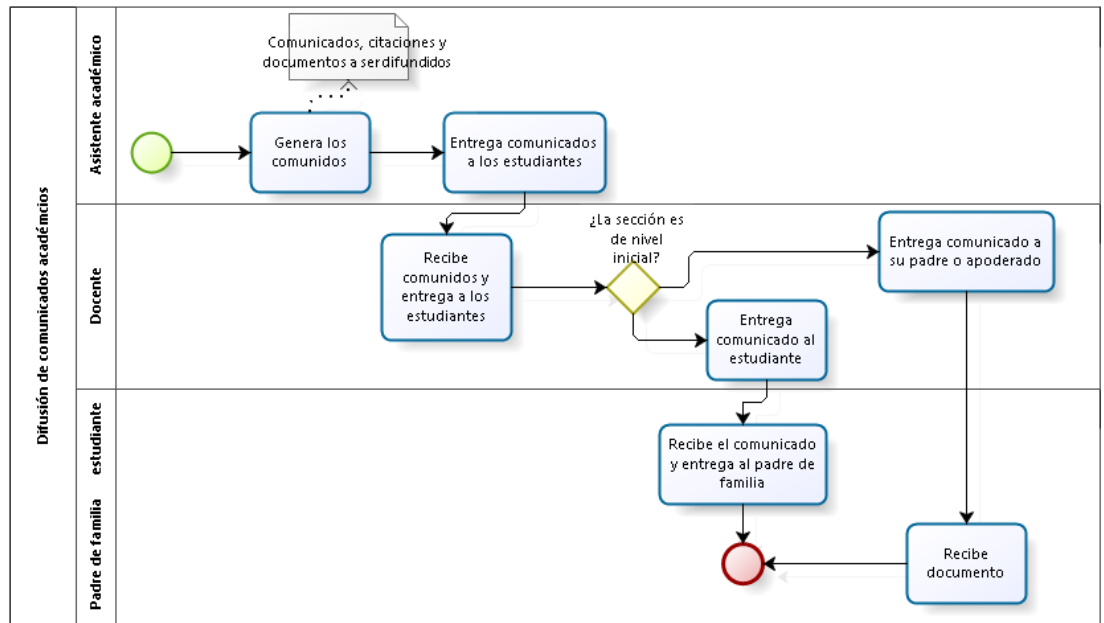 Difusión de comunicados académcios
Asistente académico
Comunicados, citaciones y
documentos a serdifundidos
Genera los
comunidos
Entrega comunicados
a los estudiantes
Docente
Recibe
comunidos y
entrega a los
estudiantes
¿La sección es
de nivel
inicial?
Entrega comunicado a
su padre o apoderado
Entrega
comunicado al
estudiante
Padre de familia estudiante
Recibe el comunicado
y entrega al padre de
familia
Recibe
documento